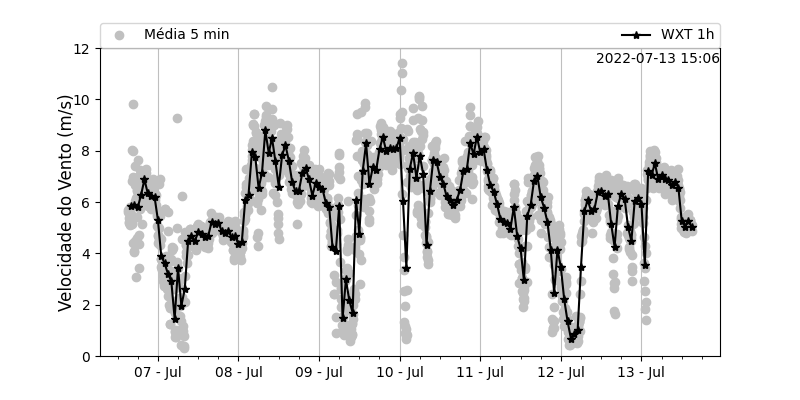 Média 5 min
WXT 1h
2022-07-13 15:06
Velocidade do Vento (m/s)
12
10
8
6
4
2
0
07 - Jul
08 - Jul
09 - Jul
10 - Jul
11 - Jul
12 - Jul
13 - Jul